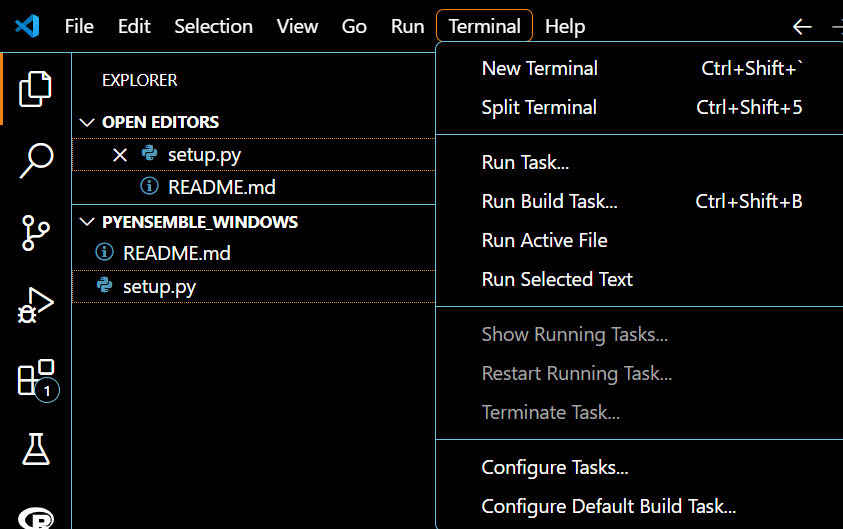 File Edit Selection View Go Run Terminal Help
EXPLORER
OPEN EDITORS
setup.py
README.md
PYENSEMBLE_WINDOWS
README.md
setup.py
1
R
New Terminal Ctrl+Shift+`
Split Terminal Ctrl+Shift+5
Run Task...
Run Build Task... Ctrl+Shift+B
Run Active File
Run Selected Text
Show Running Tasks...
Restart Running Task...
Terminate Task...
Configure Tasks...
Configure Default Build Task...